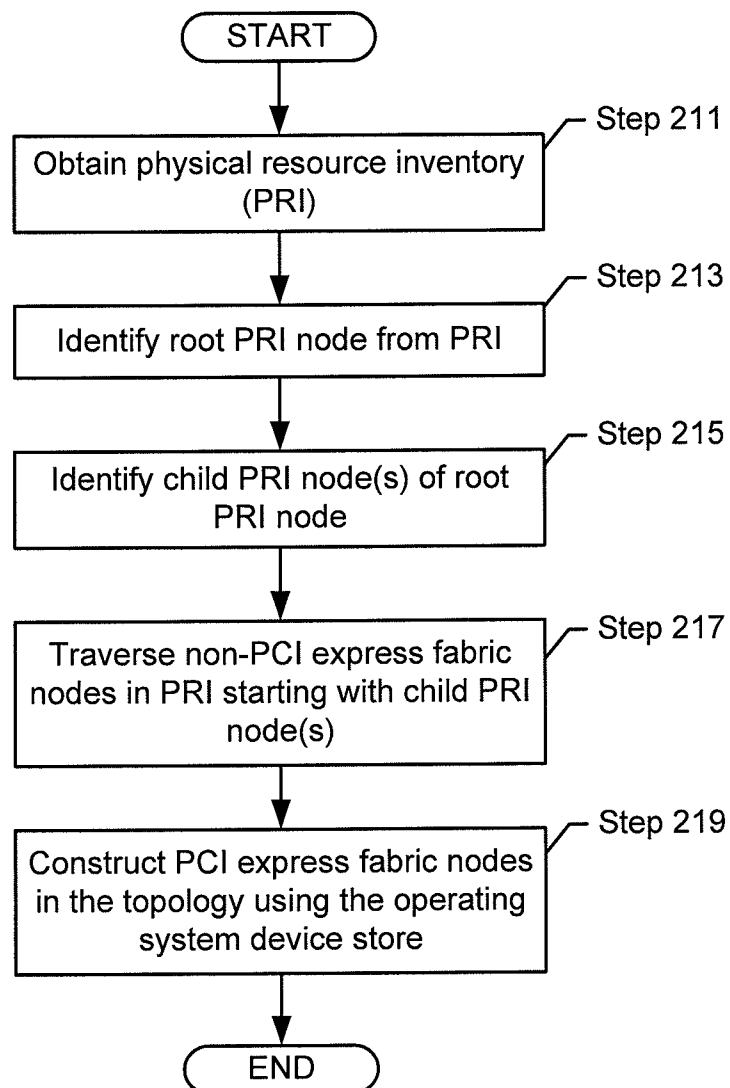 START
Step 211
Obtain physical resource inventory
(PRI)
Step 213
Identify root PRI node from PRI
Step 215
Identify child PRI node(s) of root
PRI node
Step 217
Traverse non-PCI express fabric
nodes in PRI starting with child PRI
node(s)
Step 219
Construct PCI express fabric nodes
in the topology using the operating
system device store
END